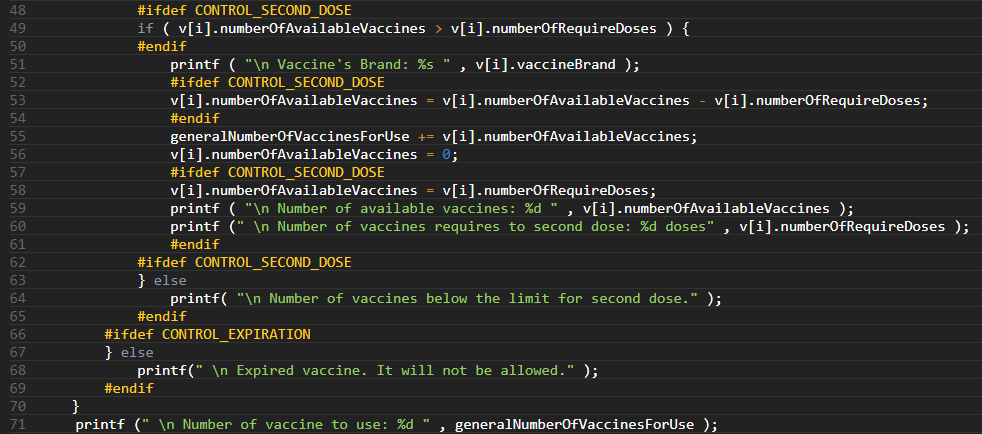 48 #ifdef CONTROL_SECOND_DOSE
49 if ( v[i].numberOfAvailableVaccines > v[i].numberOfRequireDoses ) {
50 #endif
51 printf ( "\n Vaccine's Brand: %s " , v[i].vaccineBrand );
52 #ifdef CONTROL_SECOND_DOSE
53 v[i].numberOfAvailableVaccines = v[i].numberOfAvailableVaccines - v[i].numberOfRequireDoses;
54 #endif
55 generalNumberOfVaccinesForUse += v[i].numberOfAvailableVaccines;
56 v[i].numberOfAvailableVaccines = 0;
57 #ifdef CONTROL_SECOND_DOSE
58 v[i].numberOfAvailableVaccines = v[i].numberOfRequireDoses;
59 printf ( "\n Number of available vaccines: %d " , v[i].numberOfAvailableVaccines );
60 printf (" \n Number of vaccines requires to second dose: %d doses" , v[i].numberOfRequireDoses );
61 #endif
62 #ifdef CONTROL_SECOND_DOSE
63 } else
64 printf( "\n Number of vaccines below the limit for second dose." );
65 #endif
66 #ifdef CONTROL_EXPIRATION
67 } else
68 printf(" \n Expired vaccine. It will not be allowed." );
69 #endif
70 }
71 printf (" \n Number of vaccine to use: %d " , generalNumberOfVaccinesForUse );